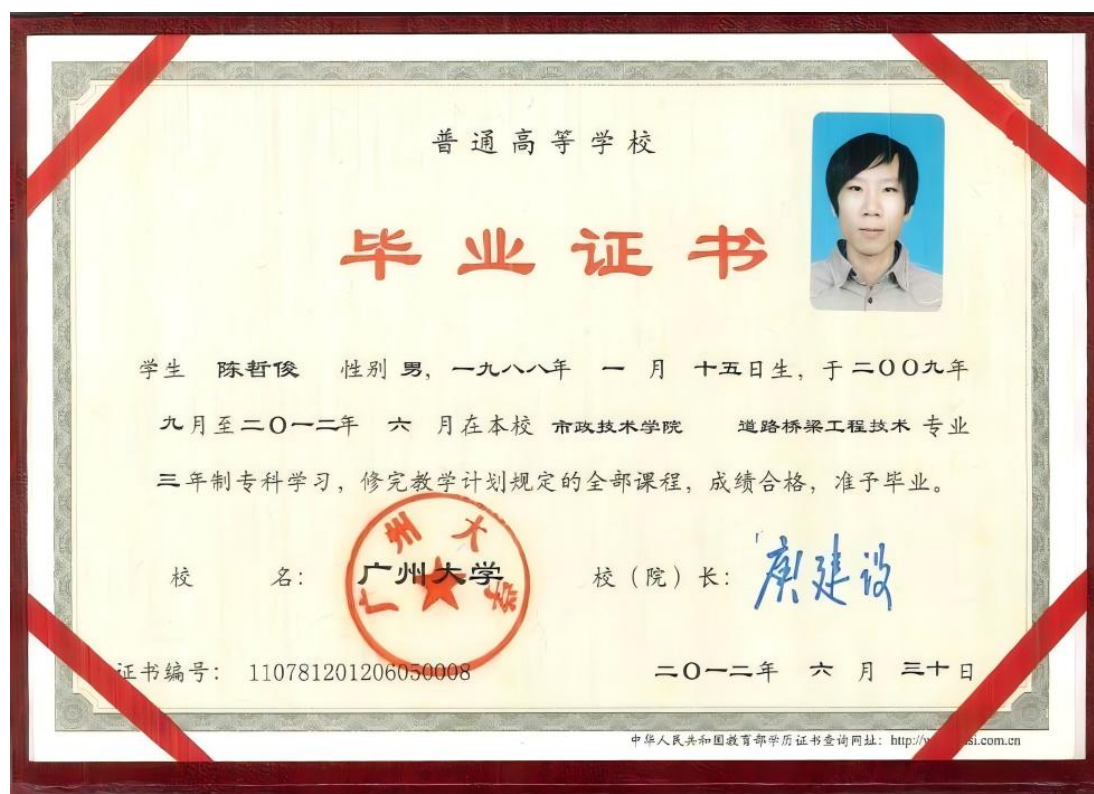 普通高等学校
毕业证书
学生 陈哲俊 性别 男，一九八八年 一 月 十五日生，于二〇〇九年
九月至二〇一二年 六 月在本校 市政技术学院 道路桥梁工程技术 专业
三年制专科学习，修完教学计划规定的全部课程，成绩合格，准予毕业。
校 名：广州大学 校（院）长：庾建设
广州大学
证书编号：110781201206050008 二〇一二年 六 月 三十日
中华人民共和国教育部学历证书查询网址：http://w si.com.cn